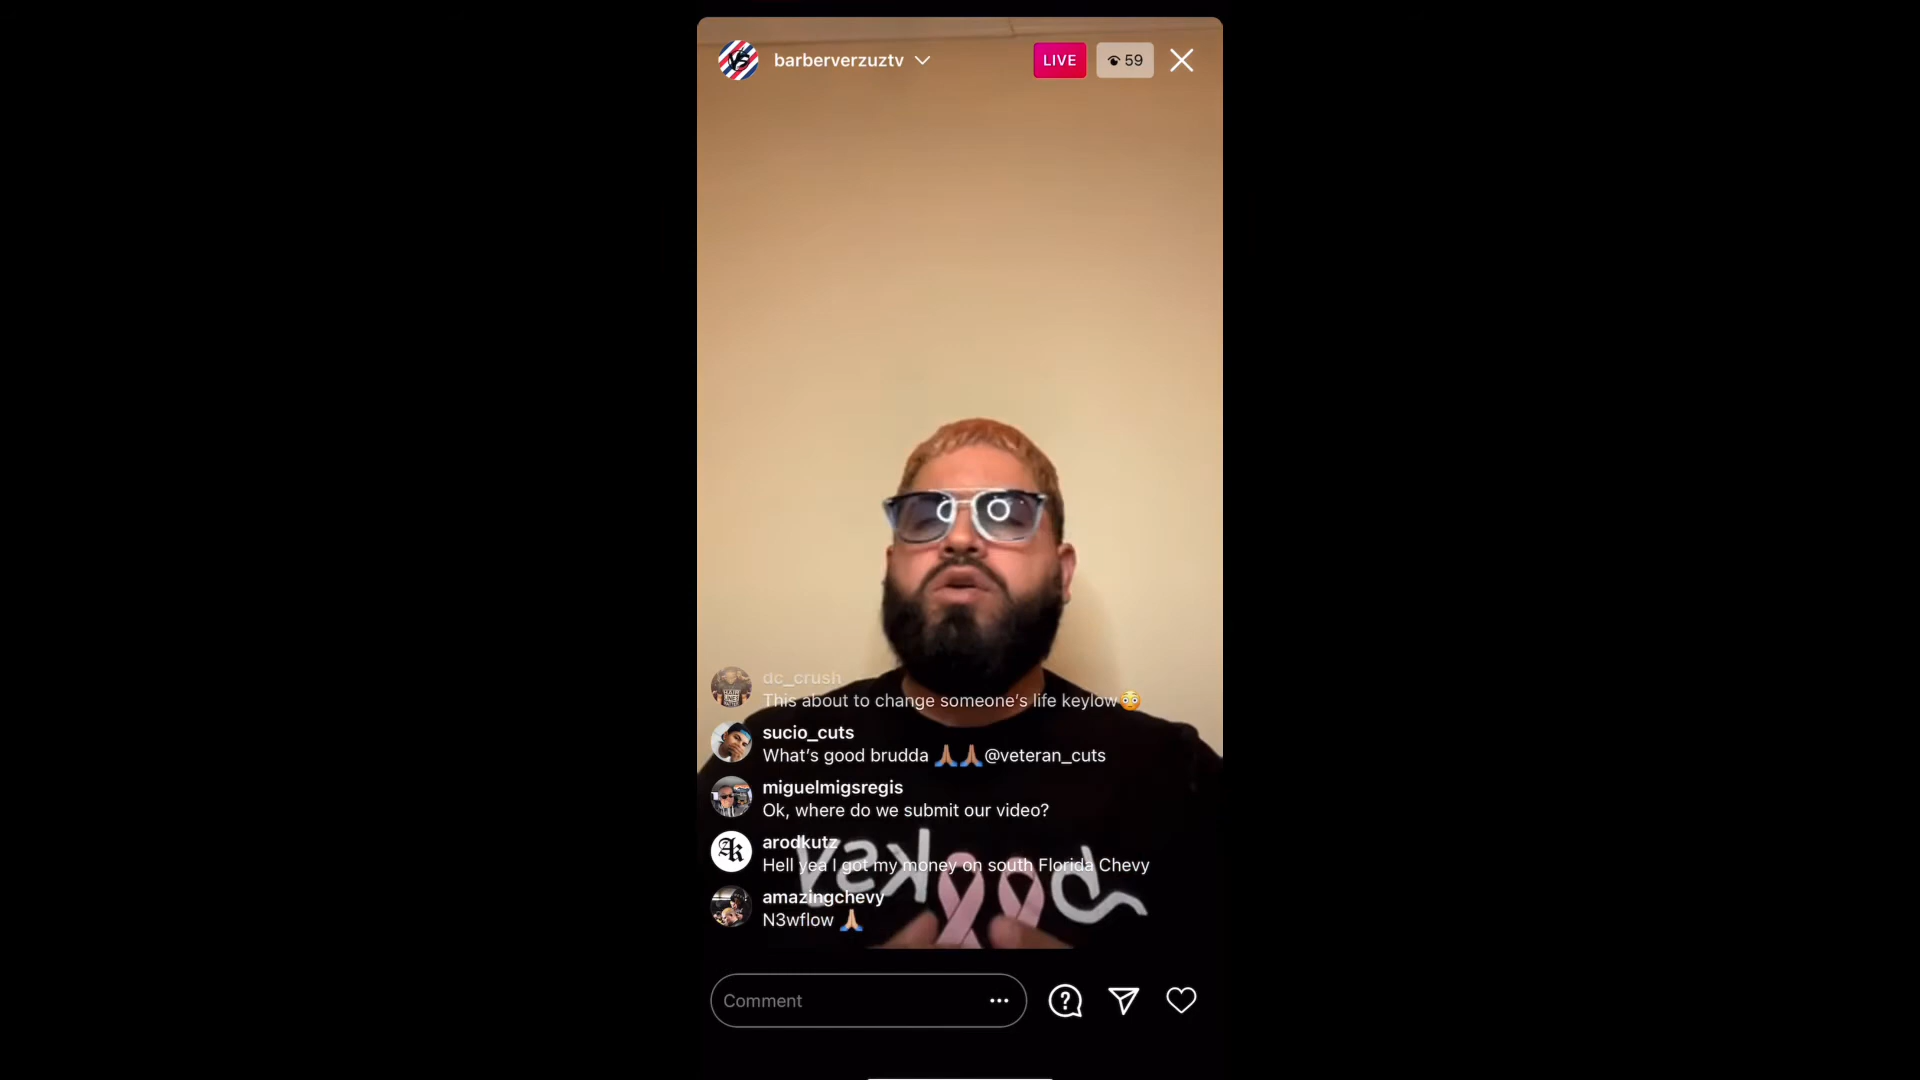 barberverzuztv
LIVE
59
dc_crush
This about to change someone’s life keylow😳
sucio_cuts
What’s good brudda 🙏🏽🙏🏽@veteran_cuts
miguelmigsregis
Ok, where do we submit our video?
arodkutz
Hell yea I got my money on south Florida Chevy
amazingchevy
N3wflow 🙏🏼
Comment